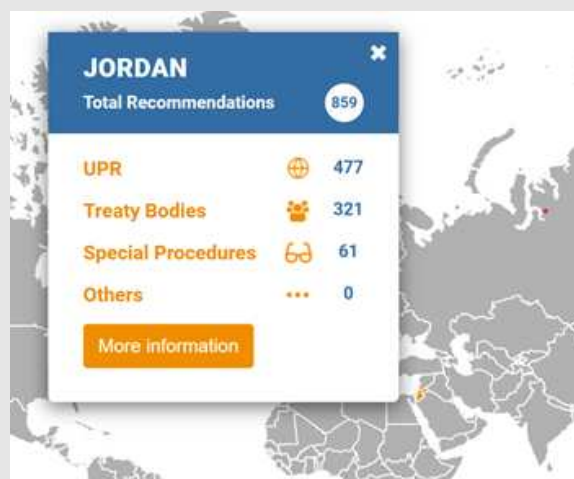 JORDAN
Total Recommendations 859
UPR 477
Treaty Bodies 321
Special Procedures 61
Others 0
More information